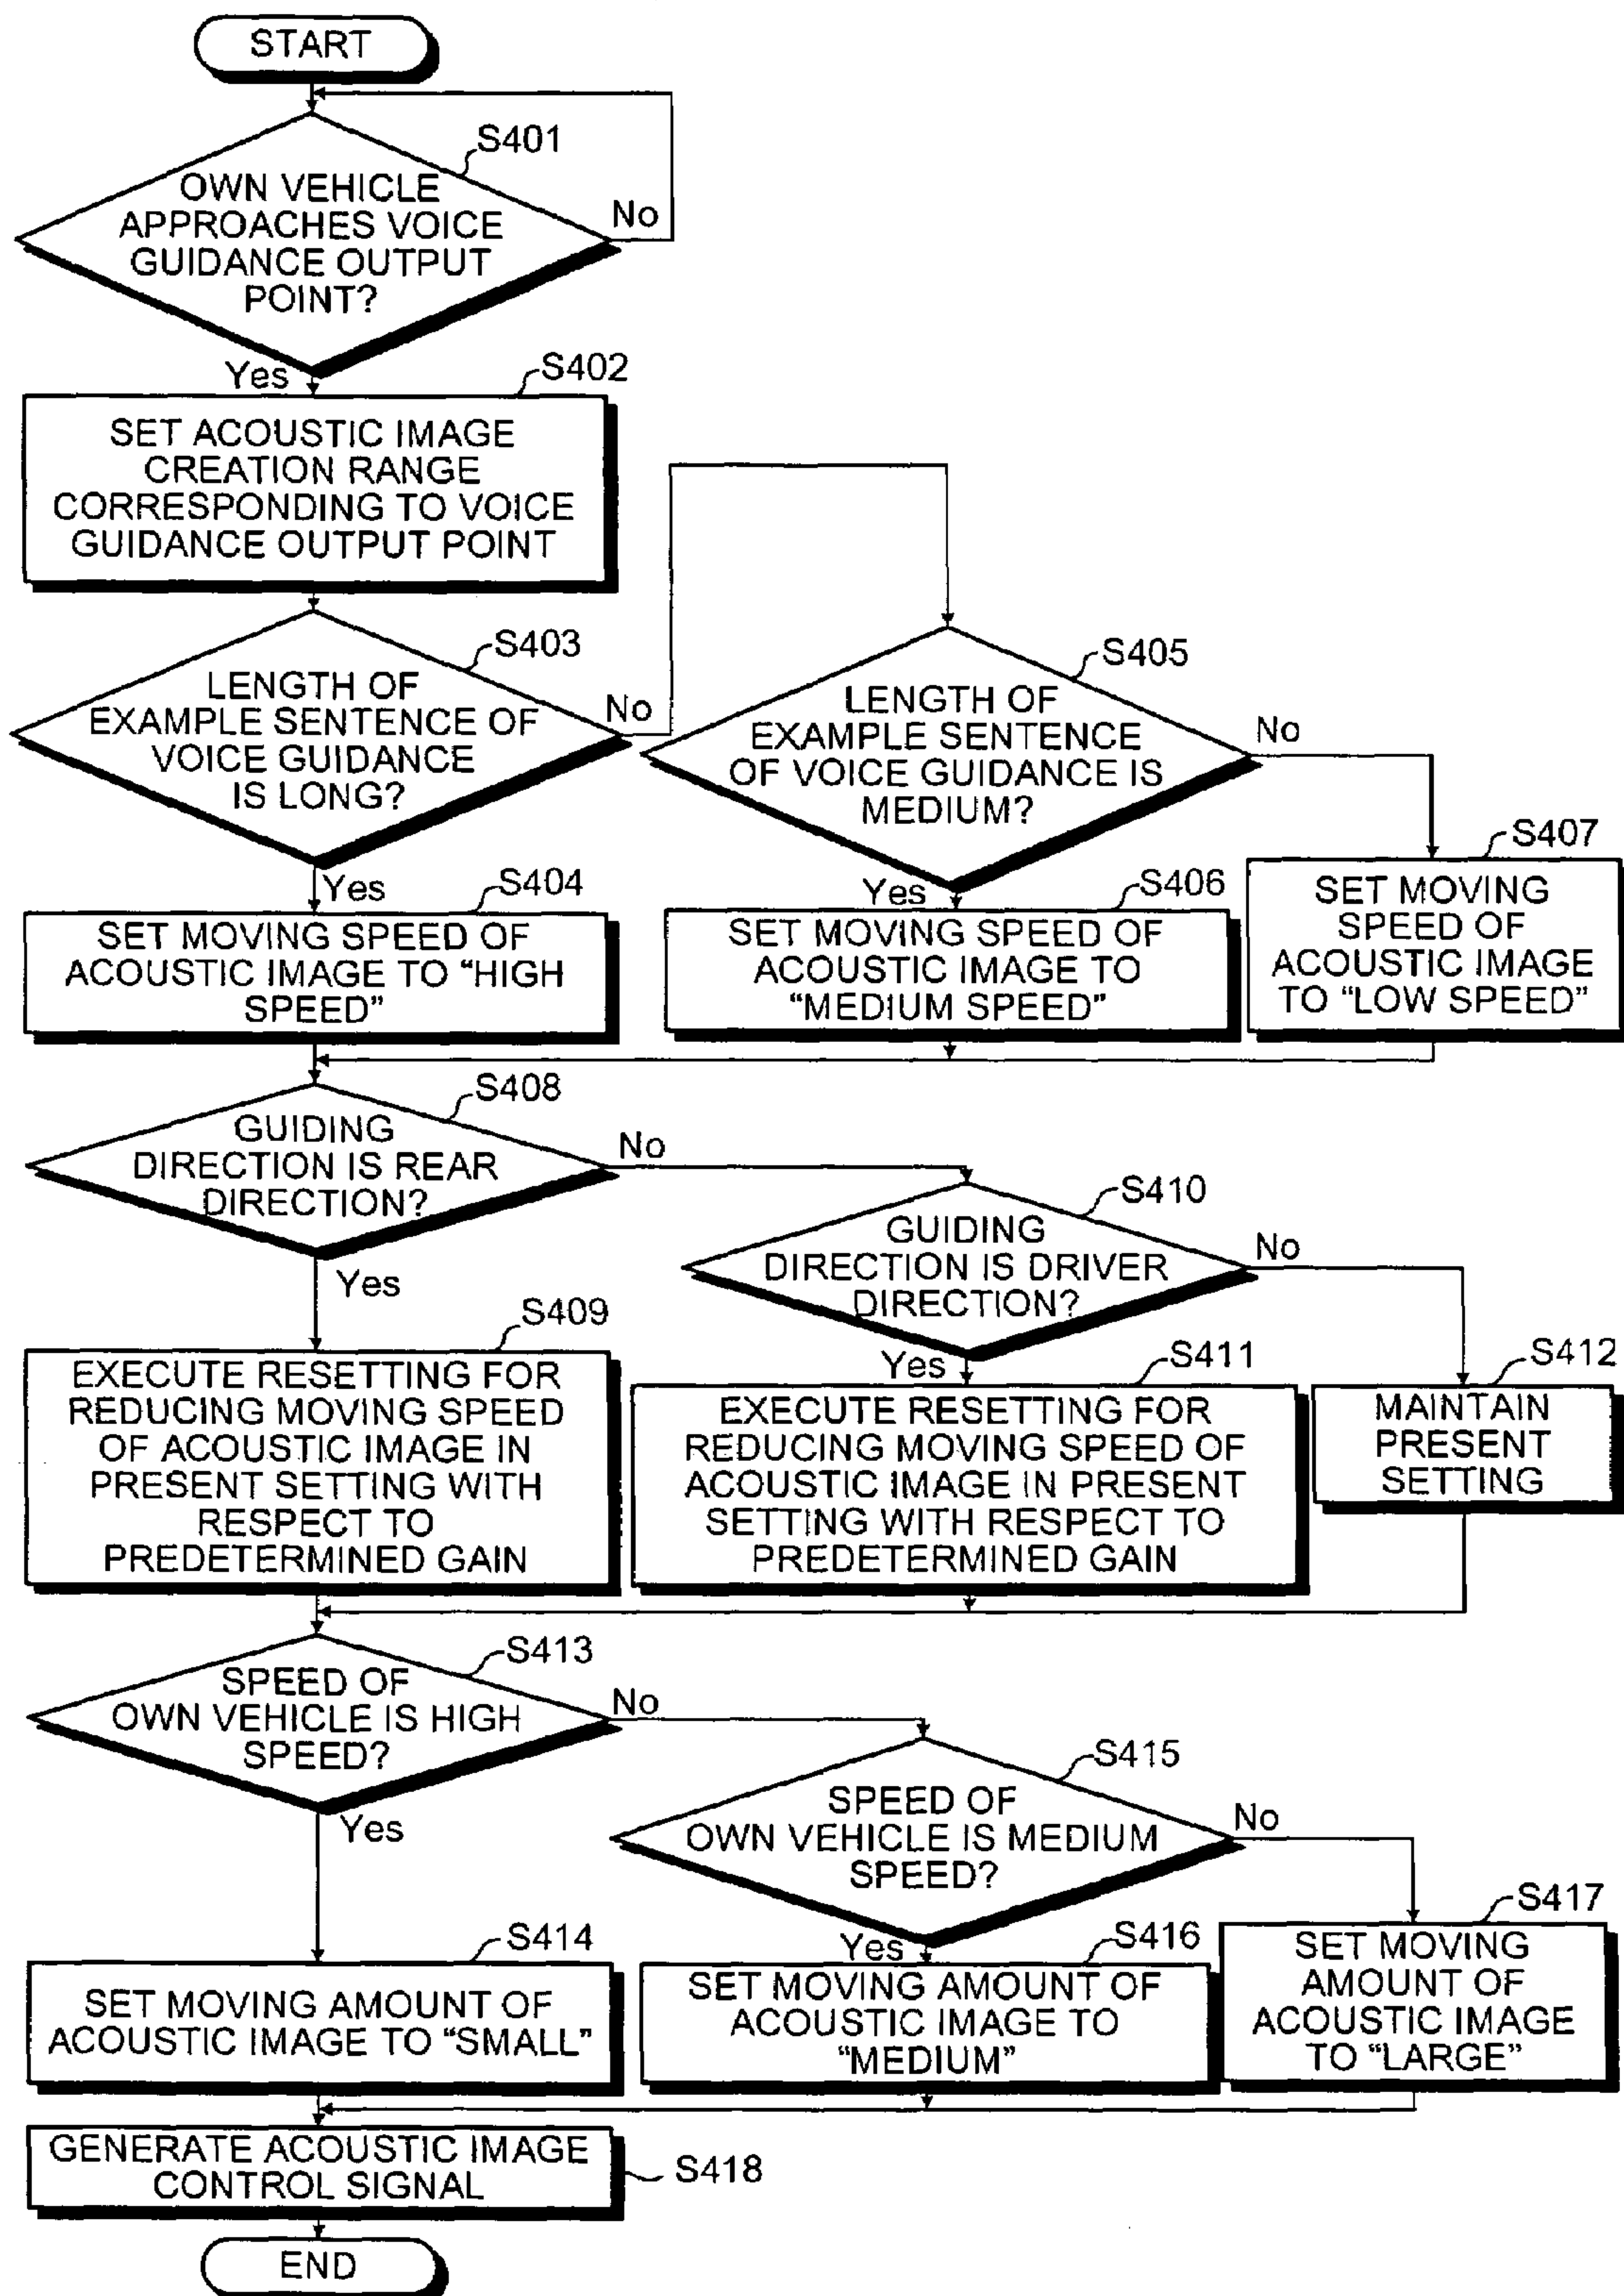 START
S401
OWN VEHICLE
APPROACHES VOICE
GUIDANCE OUTPUT
POINT?
No
Yes
S402
SET ACOUSTIC IMAGE
CREATION RANGE
CORRESPONDING TO VOICE
GUIDANCE OUTPUT POINT
S403
LENGTH OF
EXAMPLE SENTENCE OF
VOICE GUIDANCE
IS LONG?
No
Yes
S405
LENGTH OF
EXAMPLE SENTENCE
OF VOICE GUIDANCE IS
MEDIUM?
No
Yes
S404
SET MOVING SPEED OF
ACOUSTIC IMAGE TO “HIGH
SPEED”
S406
SET MOVING SPEED OF
ACOUSTIC IMAGE TO
“MEDIUM SPEED”
S407
SET MOVING
SPEED OF
ACOUSTIC IMAGE
TO “LOW SPEED”
S408
GUIDING
DIRECTION IS REAR
DIRECTION?
No
Yes
S410
GUIDING
DIRECTION IS DRIVER
DIRECTION?
No
Yes
S409
EXECUTE RESETTING FOR
REDUCING MOVING SPEED
OF ACOUSTIC IMAGE IN
PRESENT SETTING WITH
RESPECT TO
PREDETERMINED GAIN
S411
EXECUTE RESETTING FOR
REDUCING MOVING SPEED OF
ACOUSTIC IMAGE IN PRESENT
SETTING WITH RESPECT TO
PREDETERMINED GAIN
S412
MAINTAIN
PRESENT
SETTING
S413
SPEED OF
OWN VEHICLE IS HIGH
SPEED?
No
Yes
S415
SPEED OF
OWN VEHICLE IS MEDIUM
SPEED?
No
Yes
S414
SET MOVING AMOUNT OF
ACOUSTIC IMAGE TO “SMALL”
S416
SET MOVING AMOUNT OF
ACOUSTIC IMAGE TO
“MEDIUM”
S417
SET MOVING
AMOUNT OF
ACOUSTIC IMAGE
TO “LARGE”
GENERATE ACOUSTIC IMAGE
CONTROL SIGNAL
S418
END